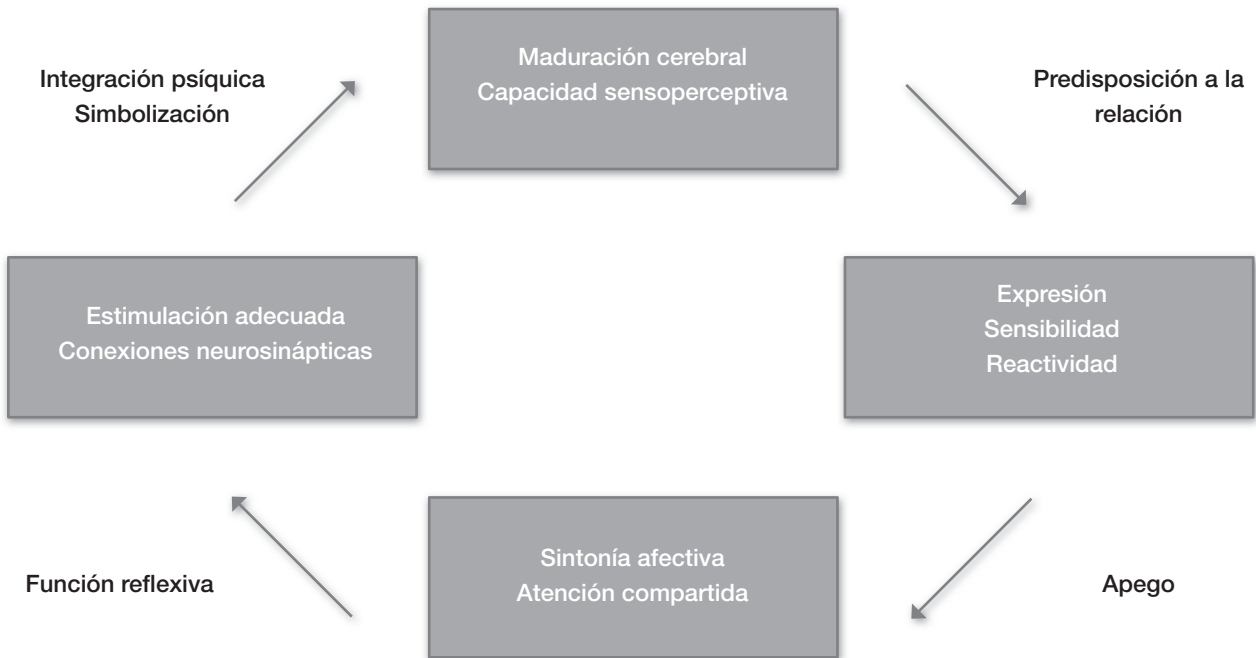 Maduración cerebral
Capacidad sensoperceptiva
Integración psíquica
Simbolización
Predisposición a la
relación
Estimulación adecuada
Conexiones neurosinápticas
Expresión
Sensibilidad
Reactividad
Sintonía afectiva
Atención compartida
Función reflexiva
Apego